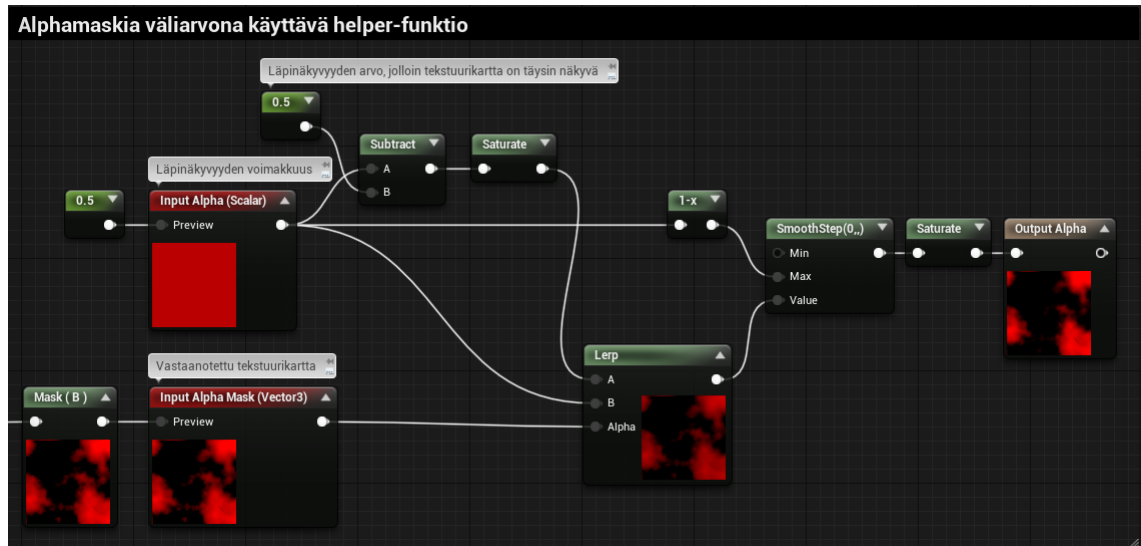 Alphamaskia väliarvona käyttävä helper-funktio
Läpinäkyvyyden arvo, jolloin tekstuurikartta on täysin näkyvä
0.5
Subtract
A
B
Saturate
Läpinäkyvyyden voimakkuus
0.5
Input Alpha (Scalar)
Preview
1-x
SmoothStep(0,,)
Min
Max
Value
Saturate
Output Alpha
Lerp
A
B
Alpha
Vastaanotettu tekstuurikartta
Mask ( B )
Input Alpha Mask (Vector3)
Preview